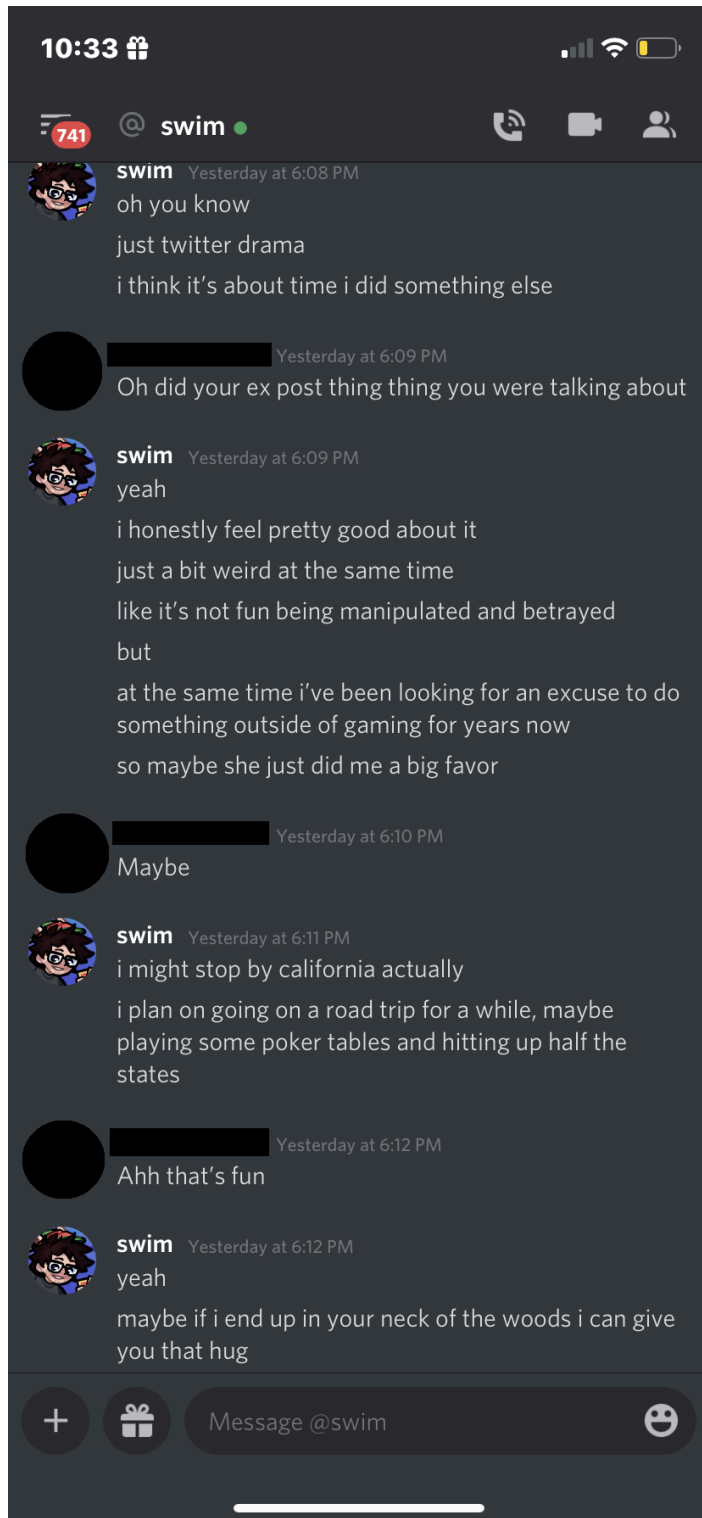 10:33
741
@ swim
swim Yesterday at 6:08 PM
oh you know
just twitter drama
i think it's about time i did something else
Yesterday at 6:09 PM
Oh did your ex post thing thing you were talking about
swim Yesterday at 6:09 PM
yeah
i honestly feel pretty good about it
just a bit weird at the same time
like it's not fun being manipulated and betrayed
but
at the same time i've been looking for an excuse to do
something outside of gaming for years now
so maybe she just did me a big favor
Yesterday at 6:10 PM
Maybe
swim Yesterday at 6:11 PM
i might stop by california actually
i plan on going on a road trip for a while, maybe
playing some poker tables and hitting up half the
states
Yesterday at 6:12 PM
Ahh that's fun
swim Yesterday at 6:12 PM
yeah
maybe if i end up in your neck of the woods i can give
you that hug
Message @swim